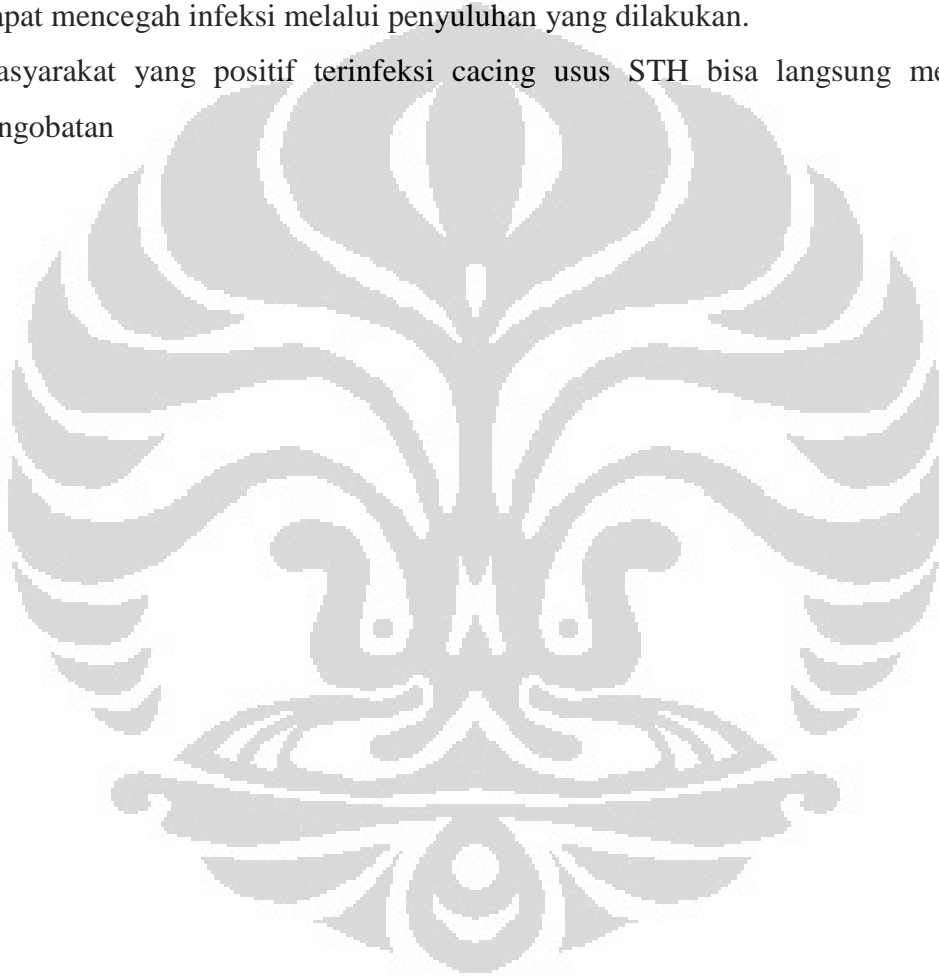 apat mencegah infeksi melalui penyuluhan yang dilakukan.
asyarakat yang positif terinfeksi cacing usus STH bisa langsung me
ngobatan